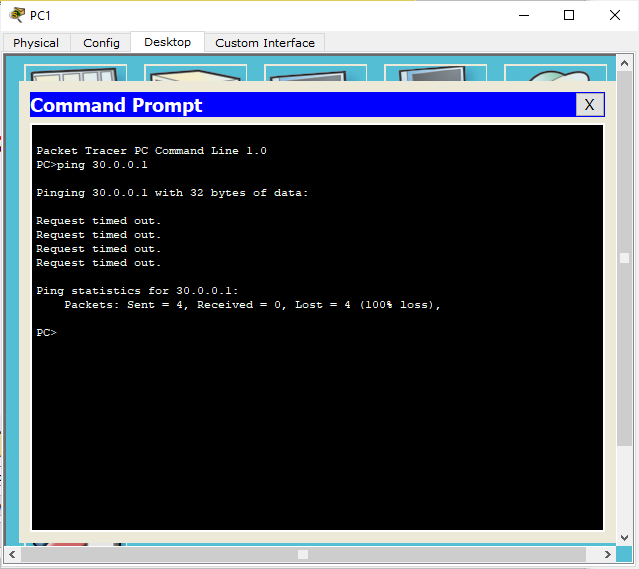 PC1
Physical Config Desktop Custom Interface
Command Prompt X
Packet Tracer PC Command Line 1.0
PC>ping 30.0.0.1
Pinging 30.0.0.1 with 32 bytes of data:
Request timed out.
Request timed out.
Request timed out.
Request timed out.
Ping statistics for 30.0.0.1:
Packets: Sent = 4, Received = 0, Lost = 4 (100% loss),
PC>